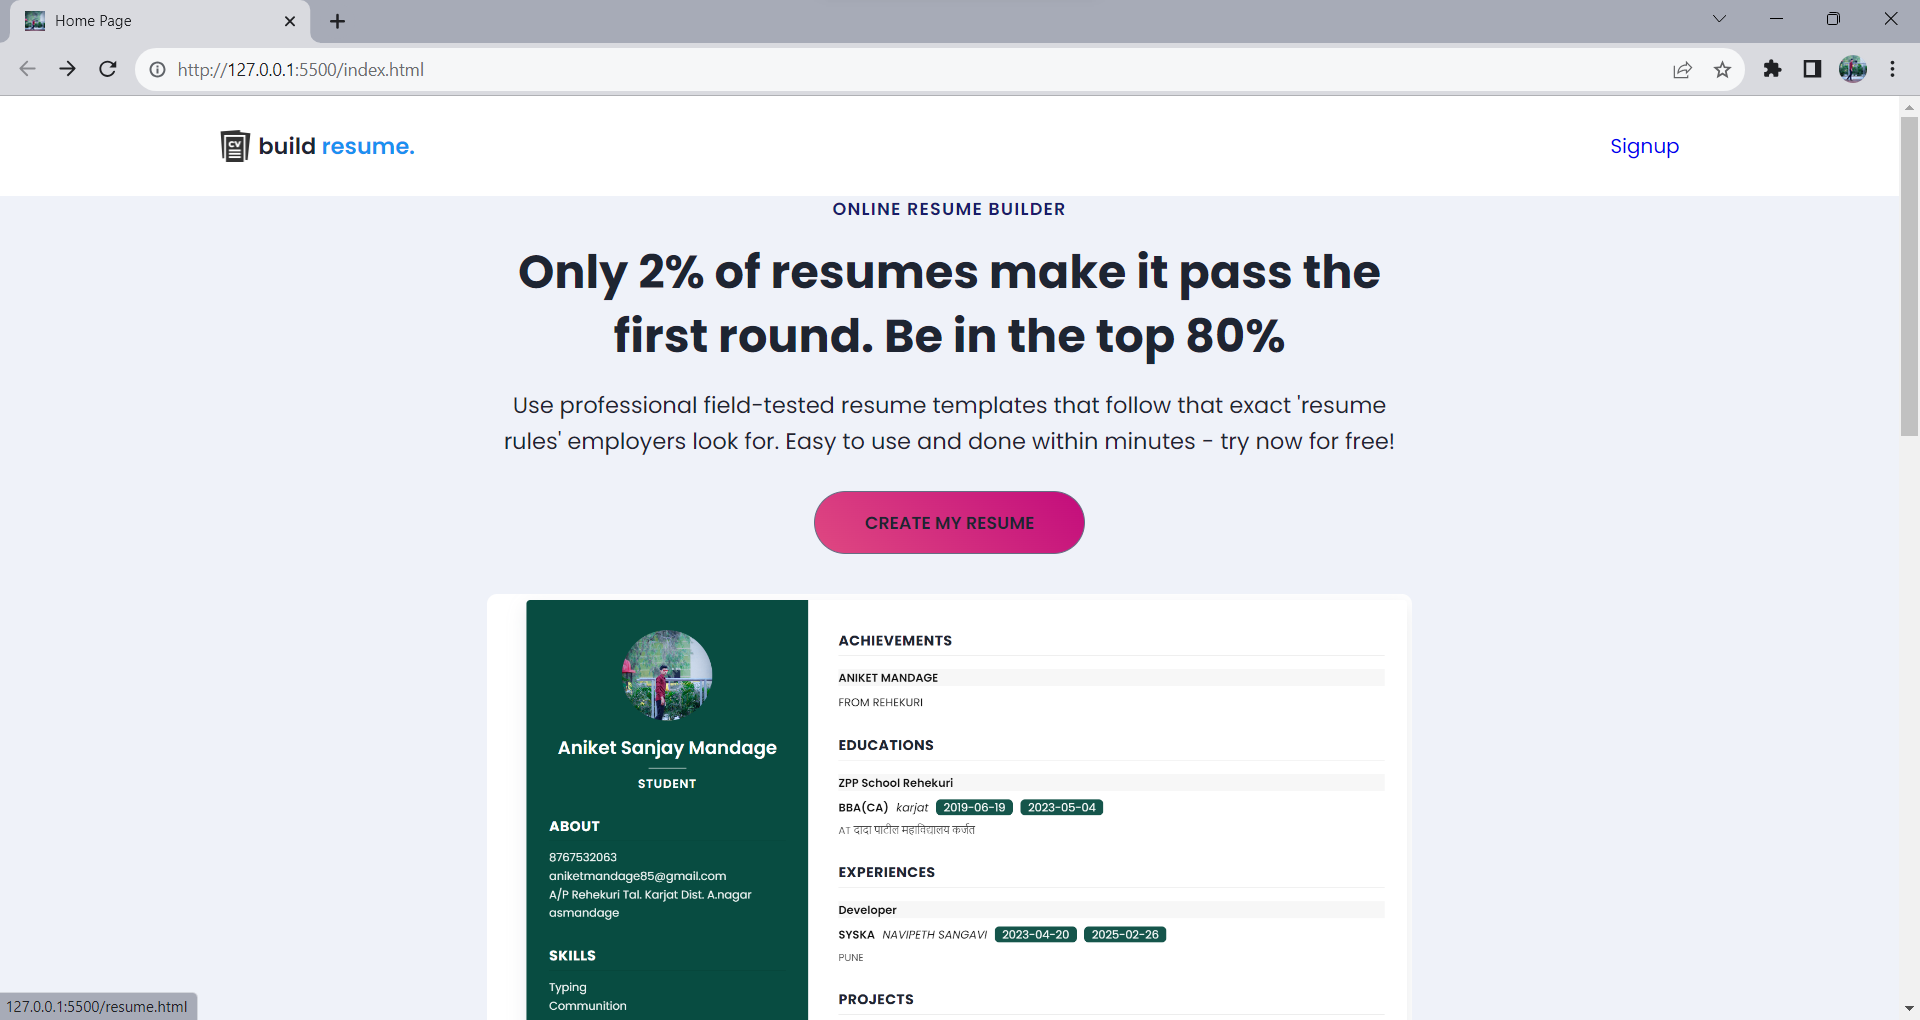 Home Page
http://127.0.0.1:5500/index.html
CV build resume.
Signup
ONLINE RESUME BUILDER
Only 2% of resumes make it pass the
first round. Be in the top 80%
Use professional field-tested resume templates that follow that exact 'resume
rules' employers look for. Easy to use and done within minutes - try now for free!
CREATE MY RESUME
Aniket Sanjay Mandage
STUDENT
ABOUT
8767532063
aniketmandage85@gmail.com
A/P Rehekuri Tal. Karjat Dist. A.nagar
asmandage
SKILLS
Typing
Communition
ACHIEVEMENTS
ANIKET MANDAGE
FROM REHEKURI
EDUCATIONS
ZPP School Rehekuri
BBA(CA) karjat 2019-06-19 2023-05-04
AT दादा पाटील महाविद्यालय कर्जत
EXPERIENCES
Developer
SYSKA NAVIPETH SANGAVI 2023-04-20 2025-02-26
PUNE
PROJECTS
127.0.0.1:5500/resume.html